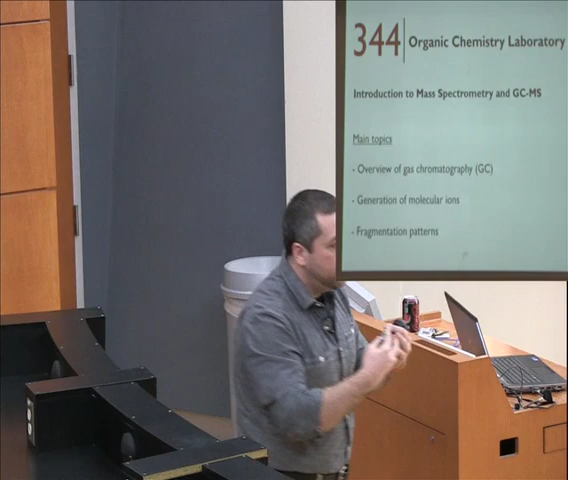 344 Organic Chemistry Laboratory
Introduction to Mass Spectrometry and GC-MS
Main topics
- Overview of gas chromatography (GC)
- Generation of molecular ions
- Fragmentation patterns